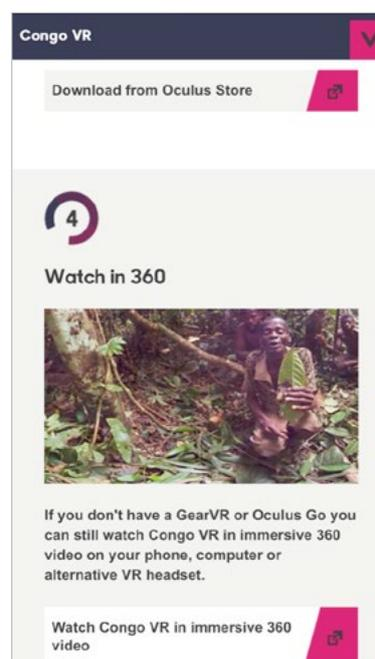 Congo VR
Download from Oculus Store
4
Watch in 360
If you don't have a GearVR or Oculus Go you
can still watch Congo VR in immersive 360
video on your phone, computer or
alternative VR headset.
Watch Congo VR in immersive 360
video